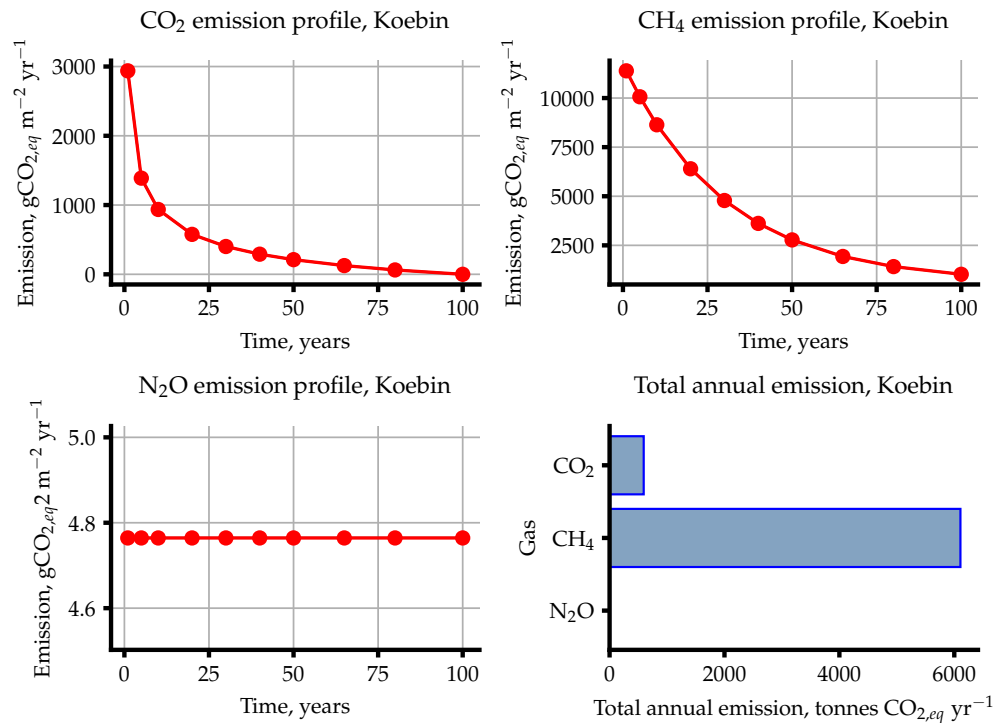 CO₂ emission profile, Koebin
Emission, gCO₂,eq m⁻² yr⁻¹
3000
2000
1000
0
0 25 50 75 100
Time, years
CH₄ emission profile, Koebin
Emission, gCO₂,eq m⁻² yr⁻¹
10000
7500
5000
2500
0 25 50 75 100
Time, years
N₂O emission profile, Koebin
Emission, gCO₂,eq2 m⁻² yr⁻¹
5.0
4.8
4.6
0 25 50 75 100
Time, years
Total annual emission, Koebin
Gas
CO₂
CH₄
N₂O
0 2000 4000 6000
Total annual emission, tonnes CO₂,eq yr⁻¹